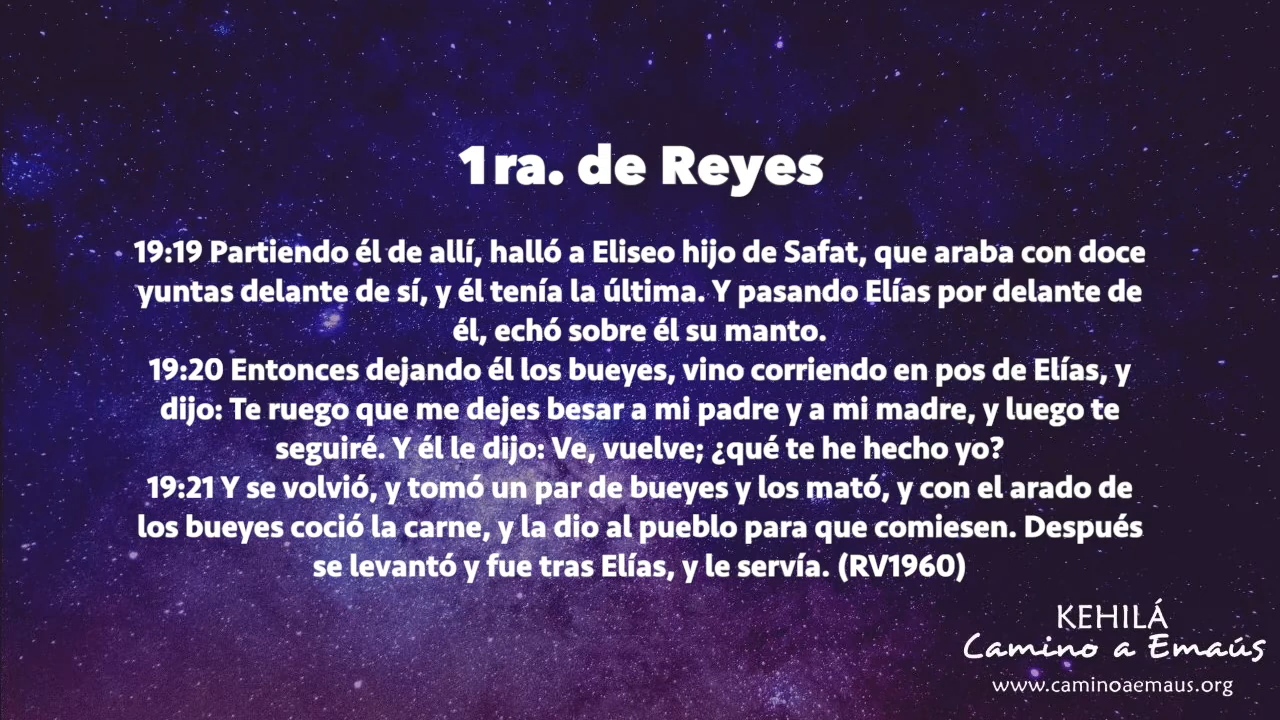 1ra. de Reyes
19:19 Partiendo él de allí, halló a Eliseo hijo de Safat, que araba con doce
yuntas delante de sí, y él tenía la última. Y pasando Elías por delante de
él, echó sobre él su manto.
19:20 Entonces dejando él los bueyes, vino corriendo en pos de Elías, y
dijo: Te ruego que me dejes besar a mi padre y a mi madre, y luego te
seguiré. Y él le dijo: Ve, vuelve; ¿qué te he hecho yo?
19:21 Y se volvió, y tomó un par de bueyes y los mató, y con el arado de
los bueyes coció la carne, y la dio al pueblo para que comiesen. Después
se levantó y fue tras Elías, y le servía. (RV1960)
KEHILÁ
Camino a Emaús
www.caminoaemaus.org